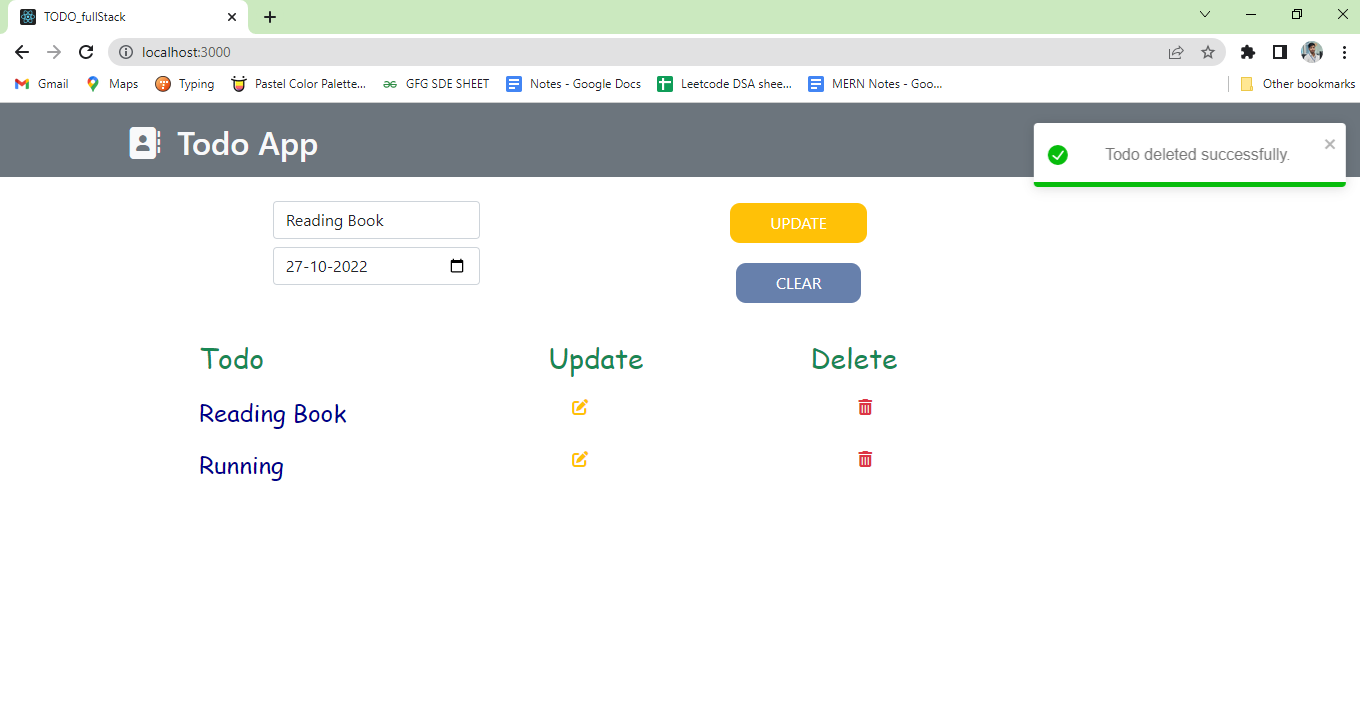 TODO_fullStack
localhost:3000
Gmail Maps Typing Pastel Color Palette... GFG SDE SHEET Notes - Google Docs Leetcode DSA shee... MERN Notes - Goo... Other bookmarks
Todo App
Todo deleted successfully.
Reading Book
UPDATE
27-10-2022
CLEAR
Todo Update Delete
Reading Book
Running